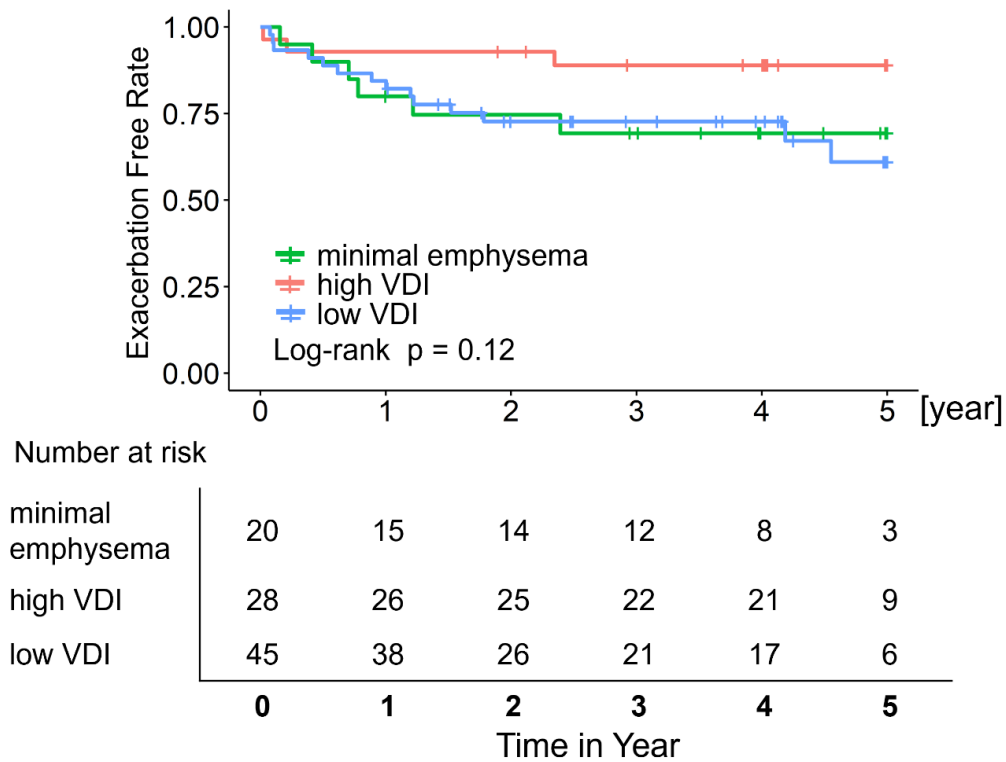 Exacerbation Free Rate
1.00
0.75
0.50
0.25
0.00
minimal emphysema
high VDI
low VDI
Log-rank p = 0.12
0 1 2 3 4 5 [year]
Number at risk
minimal
emphysema 20 15 14 12 8 3
high VDI 28 26 25 22 21 9
low VDI 45 38 26 21 17 6
0 1 2 3 4 5
Time in Year